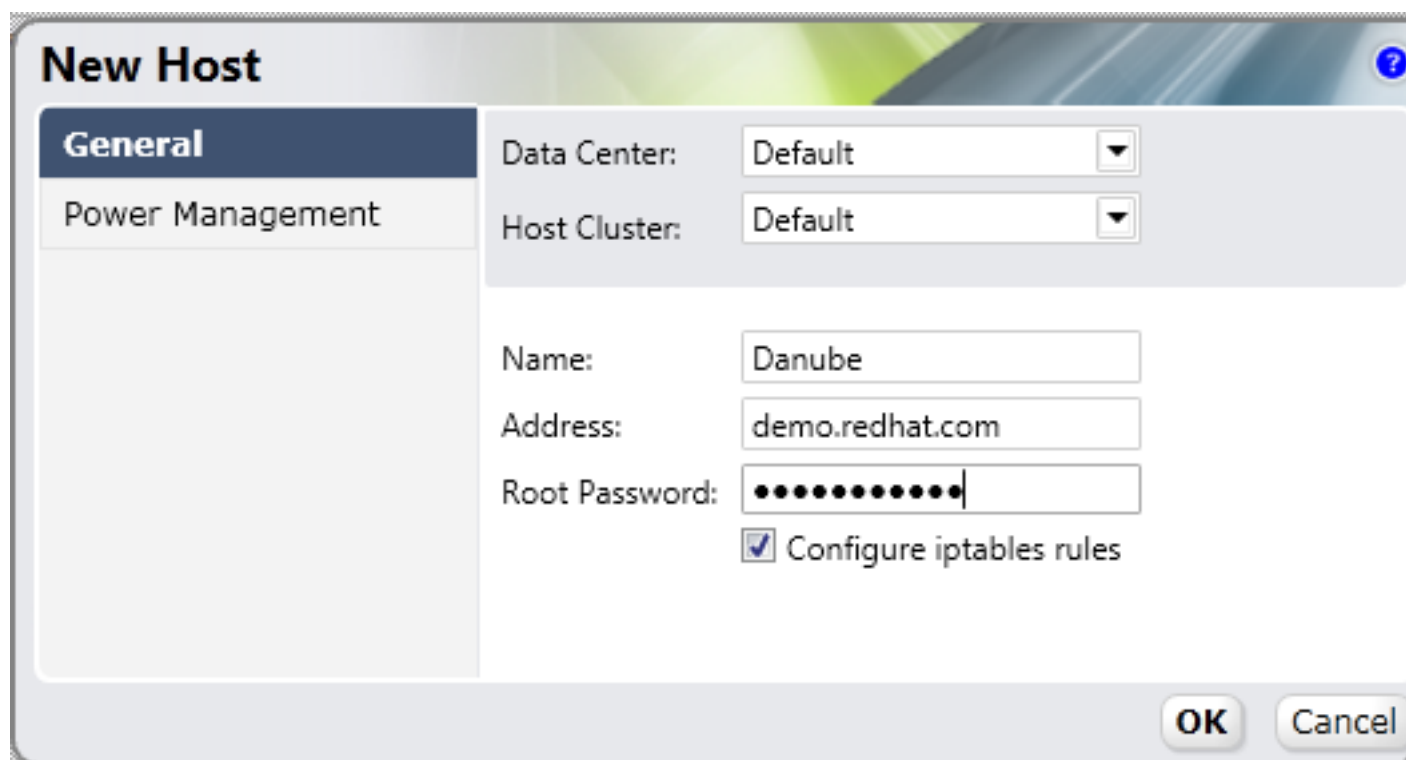 New Host
?
General
Power Management
Data Center: Default
Host Cluster: Default
Name: Danube
Address: demo.redhat.com
Root Password: •••••••••••
Configure iptables rules
OK Cancel